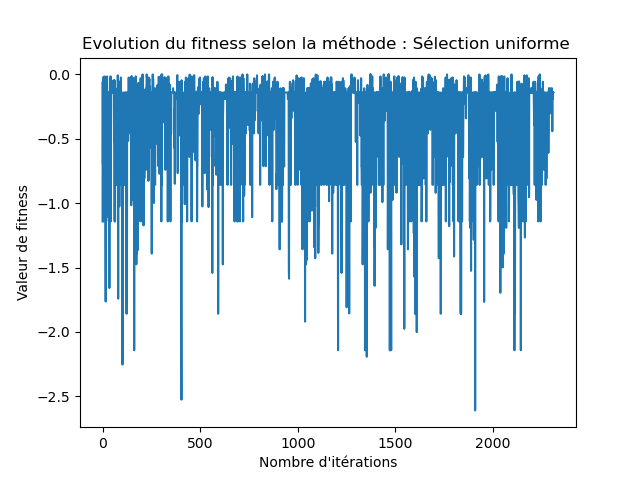 Evolution du fitness selon la méthode : Sélection uniforme
0.0
−0.5
−1.0
−1.5
−2.0
−2.5
Valeur de fitness
0 500 1000 1500 2000
Nombre d'itérations